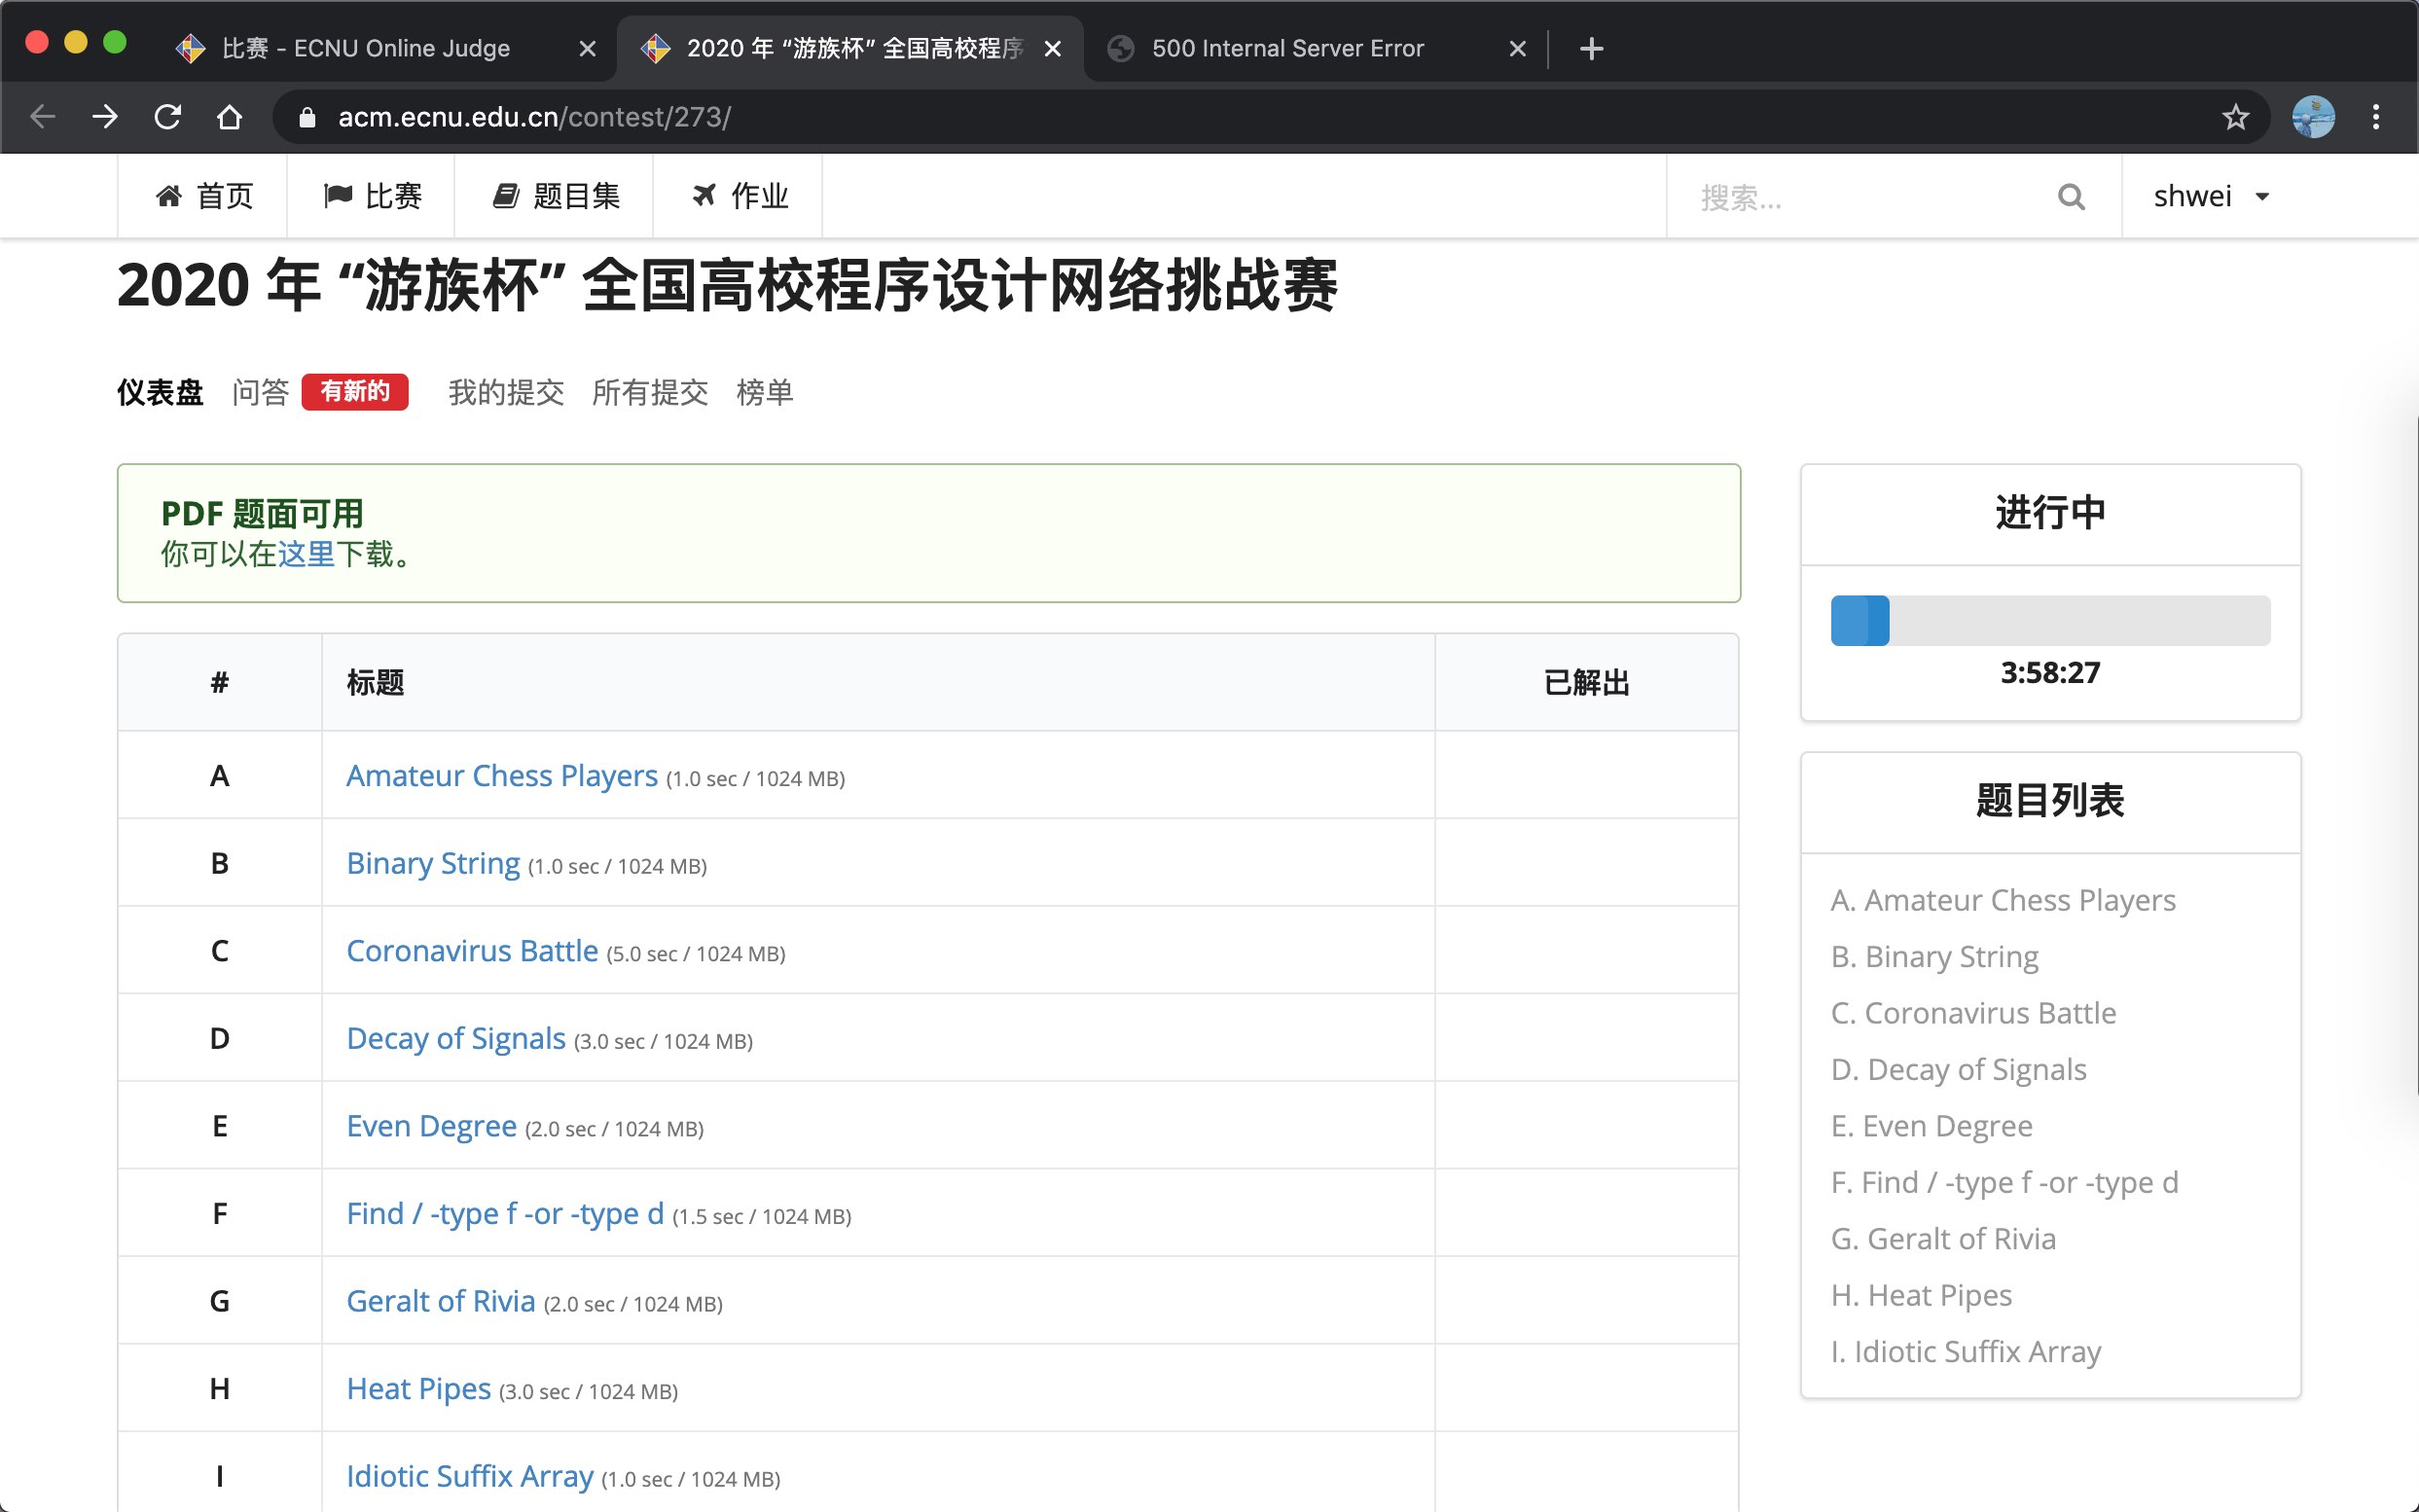 比赛 - ECNU Online Judge
2020 年 “游族杯” 全国高校程序
500 Internal Server Error
acm.ecnu.edu.cn/contest/273/
首页 比赛 题目集 作业 搜索... shwei
2020 年 “游族杯” 全国高校程序设计网络挑战赛
仪表盘 问答 有新的 我的提交 所有提交 榜单
PDF 题面可用
你可以在这里下载。
# 标题 已解出
A Amateur Chess Players (1.0 sec / 1024 MB)
B Binary String (1.0 sec / 1024 MB)
C Coronavirus Battle (5.0 sec / 1024 MB)
D Decay of Signals (3.0 sec / 1024 MB)
E Even Degree (2.0 sec / 1024 MB)
F Find / -type f -or -type d (1.5 sec / 1024 MB)
G Geralt of Rivia (2.0 sec / 1024 MB)
H Heat Pipes (3.0 sec / 1024 MB)
I Idiotic Suffix Array (1.0 sec / 1024 MB)
进行中
3:58:27
题目列表
A. Amateur Chess Players
B. Binary String
C. Coronavirus Battle
D. Decay of Signals
E. Even Degree
F. Find / -type f -or -type d
G. Geralt of Rivia
H. Heat Pipes
I. Idiotic Suffix Array